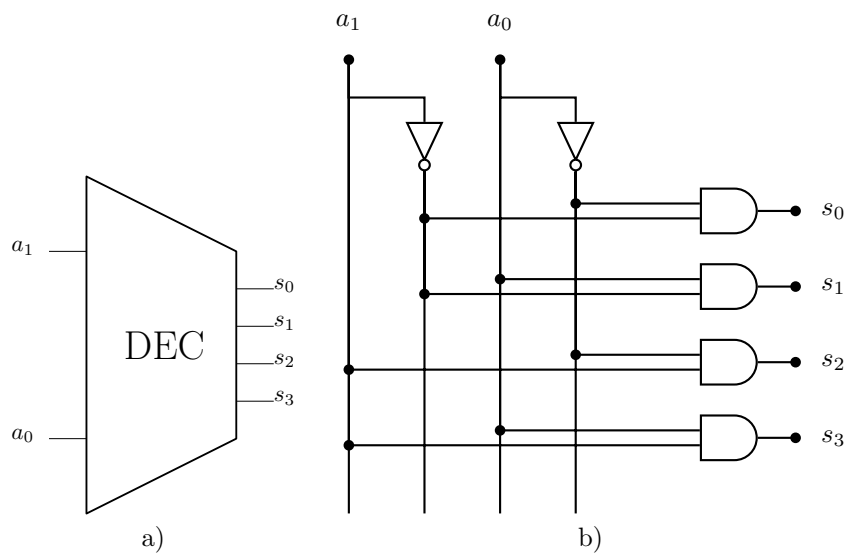 a₁
a₀
DEC
s₀
s₁
s₂
s₃
a)
a₁
a₀
s₀
s₁
s₂
s₃
b)